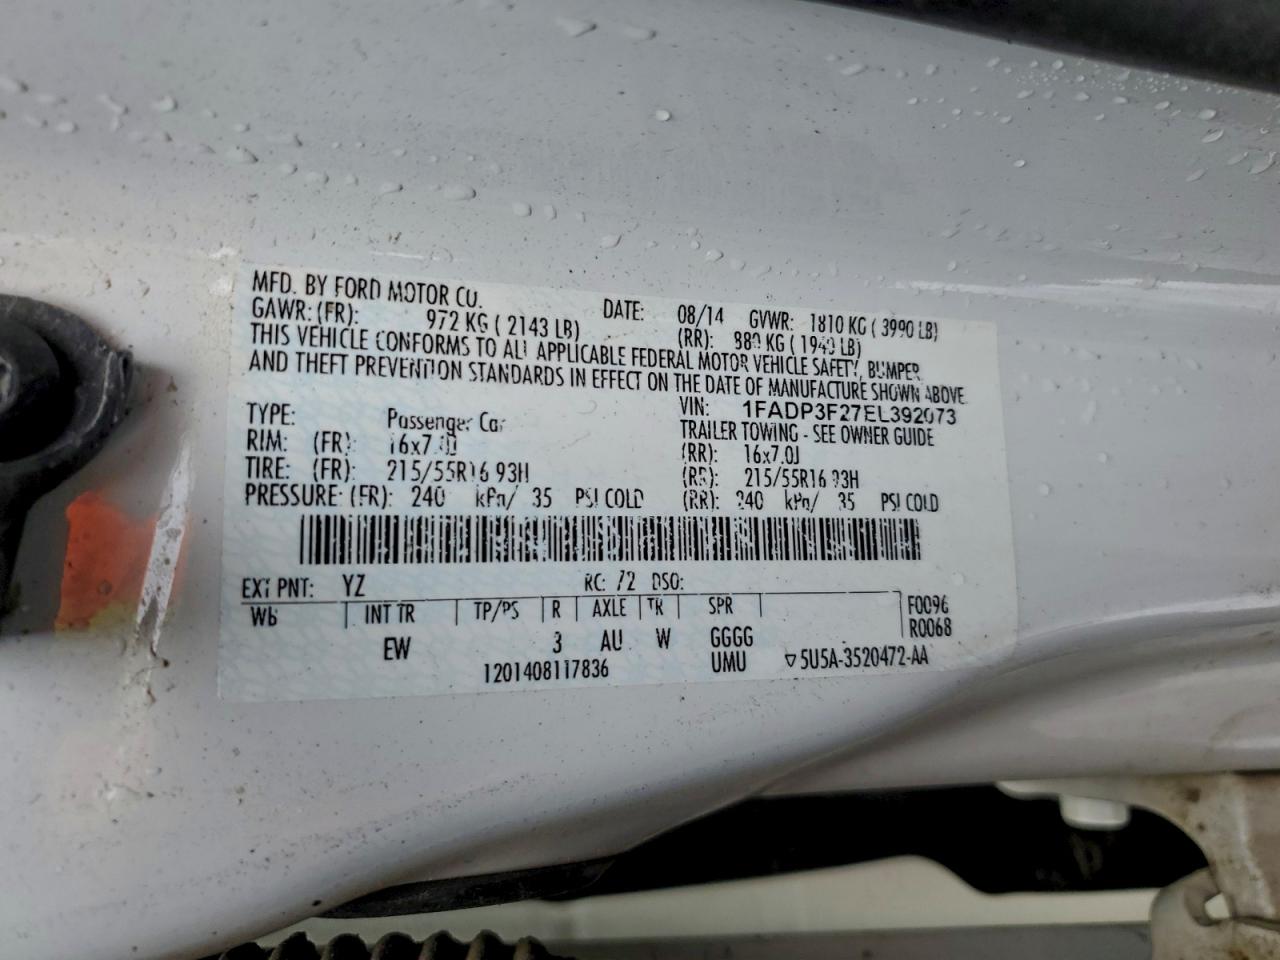 MFD. BY FORD MOTOR CO.
DATE: 08/14 GVWR: 1810 KG ( 3990 LB)
GAWR: (FR): 972 KG ( 2143 LB) (RR): 880 KG ( 1940 LB)
THIS VEHICLE CONFORMS TO ALL APPLICABLE FEDERAL MOTOR VEHICLE SAFETY, BUMPER,
AND THEFT PREVENTION STANDARDS IN EFFECT ON THE DATE OF MANUFACTURE SHOWN ABOVE.
VIN: 1FADP3F27EL392073
TYPE: Passenger Car TRAILER TOWING - SEE OWNER GUIDE
RIM: (FR): 16x7.0J (RR): 16x7.0J
TIRE: (FR): 215/55R16 93H (RR): 215/55R16 93H
PRESSURE: (FR): 240 kPa/ 35 PSI COLD (RR): 240 kPa/ 35 PSI COLD
EXT PNT: YZ RC: 72 DSO:
WB INT TR TP/PS R AXLE TR SPR F0096
R0068
EW 3 AU W GGGG
1201408117836 UMU ▽5U5A-3520472-AA